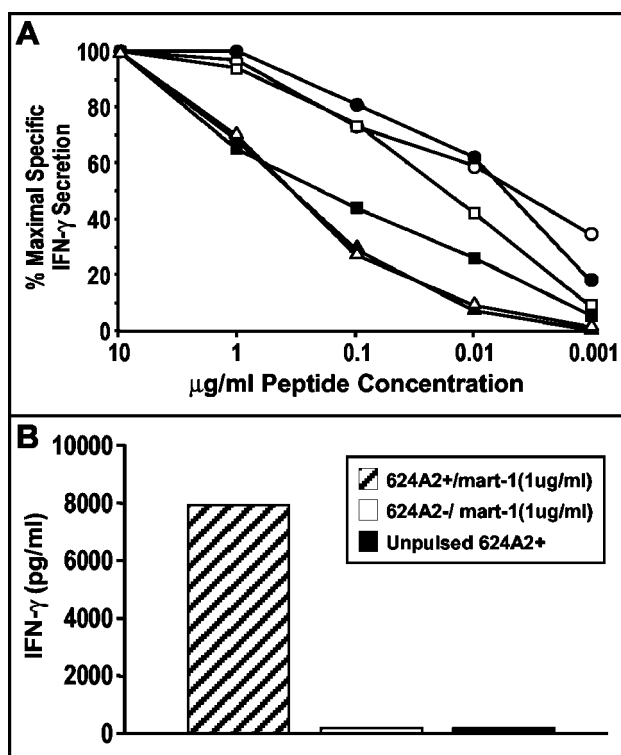 A
% Maximal Specific
IFN-γ Secretion
100
80
60
40
20
0
10 1 0.1 0.01 0.001
μg/ml Peptide Concentration
B
IFN-γ (pg/ml)
10000
8000
6000
4000
2000
0
624A2+/mart-1(1ug/ml)
624A2-/ mart-1(1ug/ml)
Unpulsed 624A2+